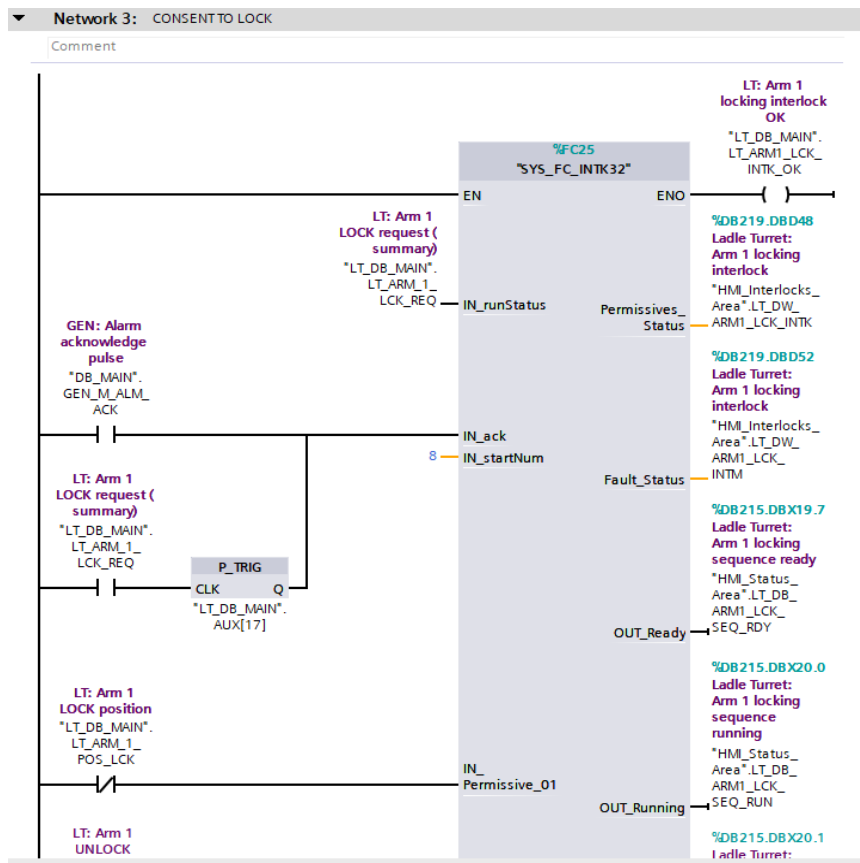 Network 3: CONSENT TO LOCK
Comment
LT: Arm 1
locking interlock
OK
"LT_DB_MAIN".
LT_ARM1_LCK_
INTK_OK
%FC25
"SYS_FC_INTK32"
EN
ENO
LT: Arm 1
LOCK request (
summary)
"LT_DB_MAIN".
LT_ARM_1_
LCK_REQ
IN_runStatus
%DB219.DBD48
Ladle Turret:
Arm 1 locking
interlock
"HMI_Interlocks_
Area".LT_DW_
ARM1_LCK_INTK
Permissives_
Status
GEN: Alarm
acknowledge
pulse
"DB_MAIN".
GEN_M_ALM_
ACK
IN_ack
8
IN_startNum
%DB219.DBD52
Ladle Turret:
Arm 1 locking
interlock
"HMI_Interlocks_
Area".LT_DW_
ARM1_LCK_
INTM
Fault_Status
LT: Arm 1
LOCK request (
summary)
"LT_DB_MAIN".
LT_ARM_1_
LCK_REQ
P_TRIG
CLK
Q
"LT_DB_MAIN".
AUX[17]
%DB215.DBX19.7
Ladle Turret:
Arm 1 locking
sequence ready
"HMI_Status_
Area".LT_DB_
ARM1_LCK_
SEQ_RDY
OUT_Ready
LT: Arm 1
LOCK position
"LT_DB_MAIN".
LT_ARM_1_
POS_LCK
IN_
Permissive_01
%DB215.DBX20.0
Ladle Turret:
Arm 1 locking
sequence
running
"HMI_Status_
Area".LT_DB_
ARM1_LCK_
SEQ_RUN
OUT_Running
LT: Arm 1
UNLOCK
%DB215.DBX20.1
Ladle Turret: